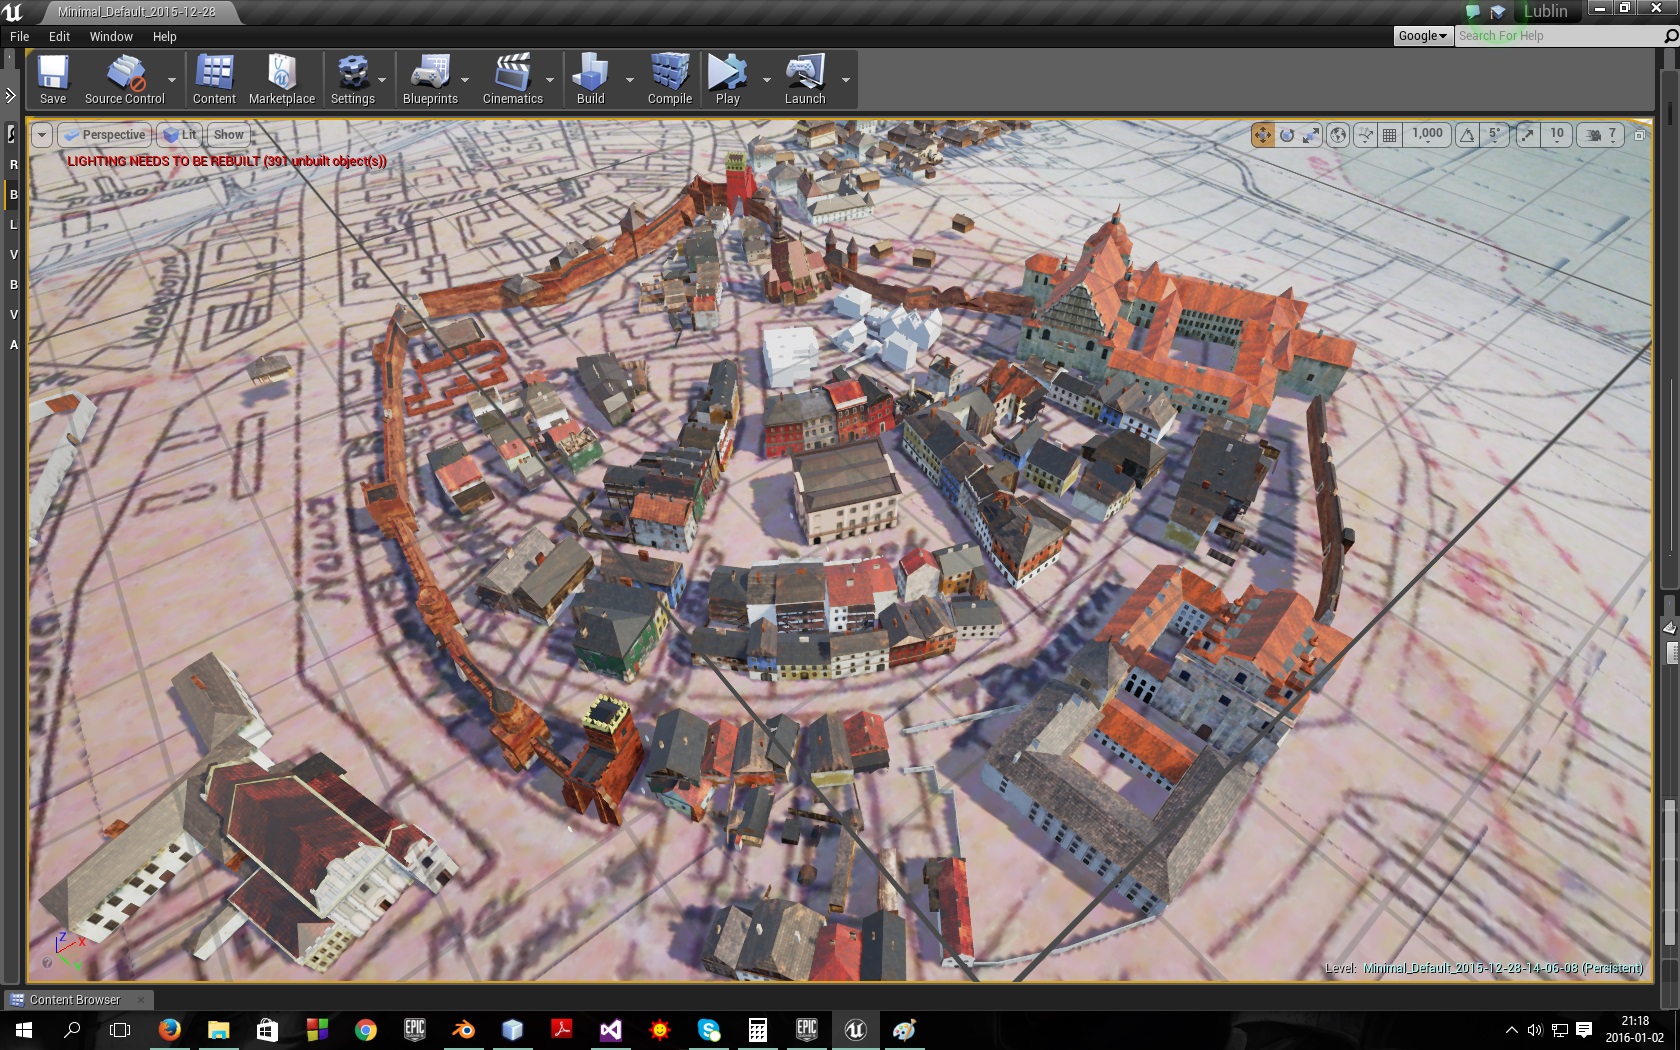 Minimal_Default_2015-12-28
Lublin
File Edit Window Help
Google
Search For Help
Save
Source Control
Content
Marketplace
Settings
Blueprints
Cinematics
Build
Compile
Play
Launch
Perspective
Lit
Show
1,000
5°
10
7
LIGHTING NEEDS TO BE REBUILT (391 unbuilt object(s))
R
B
L
V
B
V
A
Z
X
Y
Level: Minimal_Default_2015-12-28-14-06-08 (Persistent)
Content Browser
EPIC
EPIC
21:18
2016-01-02